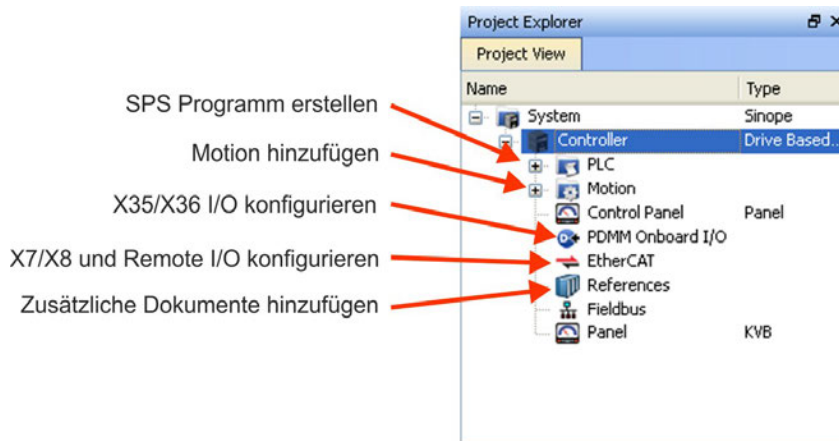 Project Explorer
Project View
Name Type
System Sinope
Controller Drive Based...
PLC
Motion
Control Panel Panel
PDMM Onboard I/O
EtherCAT
References
Fieldbus
Panel KVB
SPS Programm erstellen
Motion hinzufügen
X35/X36 I/O konfigurieren
X7/X8 und Remote I/O konfigurieren
Zusätzliche Dokumente hinzufügen